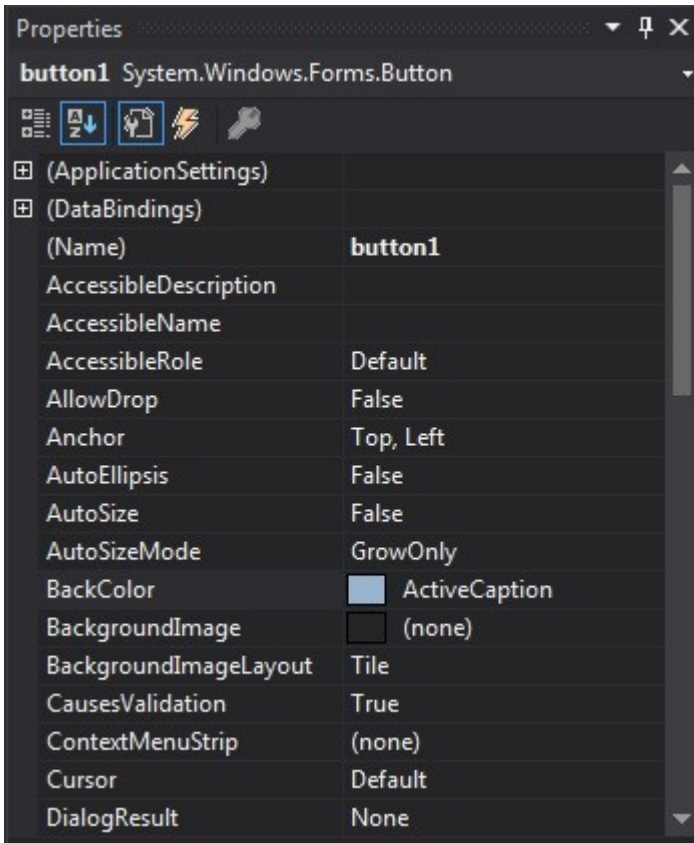 Properties
button1 System.Windows.Forms.Button
(ApplicationSettings)
(DataBindings)
(Name) button1
AccessibleDescription
AccessibleName
AccessibleRole Default
AllowDrop False
Anchor Top, Left
AutoEllipsis False
AutoSize False
AutoSizeMode GrowOnly
BackColor ActiveCaption
BackgroundImage (none)
BackgroundImageLayout Tile
CausesValidation True
ContextMenuStrip (none)
Cursor Default
DialogResult None